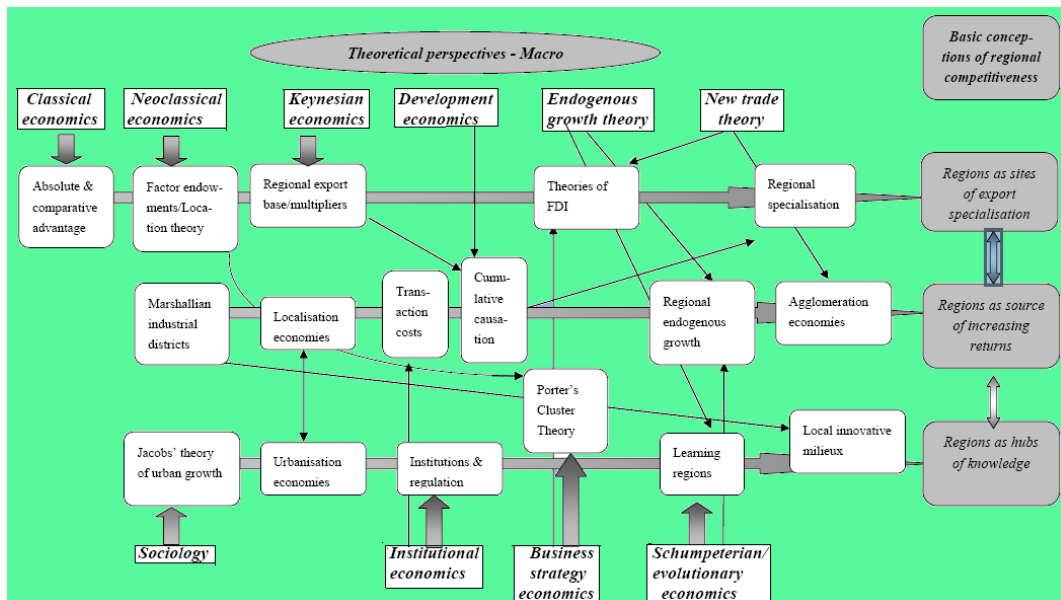 Theoretical perspectives - Macro
Basic concep-
tions of regional
competitiveness
Classical
economics
Neoclassical
economics
Keynesian
economics
Development
economics
Endogenous
growth theory
New trade
theory
Absolute &
comparative
advantage
Factor endow-
ments/Loca-
tion theory
Regional export
base/multipliers
Theories of
FDI
Regional
specialisation
Regions as sites
of export
specialisation
Marshallian
industrial
districts
Localisation
economies
Trans-
action
costs
Cumu-
lative
causa-
tion
Regional
endogenous
growth
Agglomeration
economies
Regions as source
of increasing
returns
Porter's
Cluster
Theory
Jacobs' theory
of urban growth
Urbanisation
economies
Institutions &
regulation
Learning
regions
Local innovative
milieux
Regions as hubs
of knowledge
Sociology
Institutional
economics
Business
strategy
economics
Schumpeterian/
evolutionary
economics